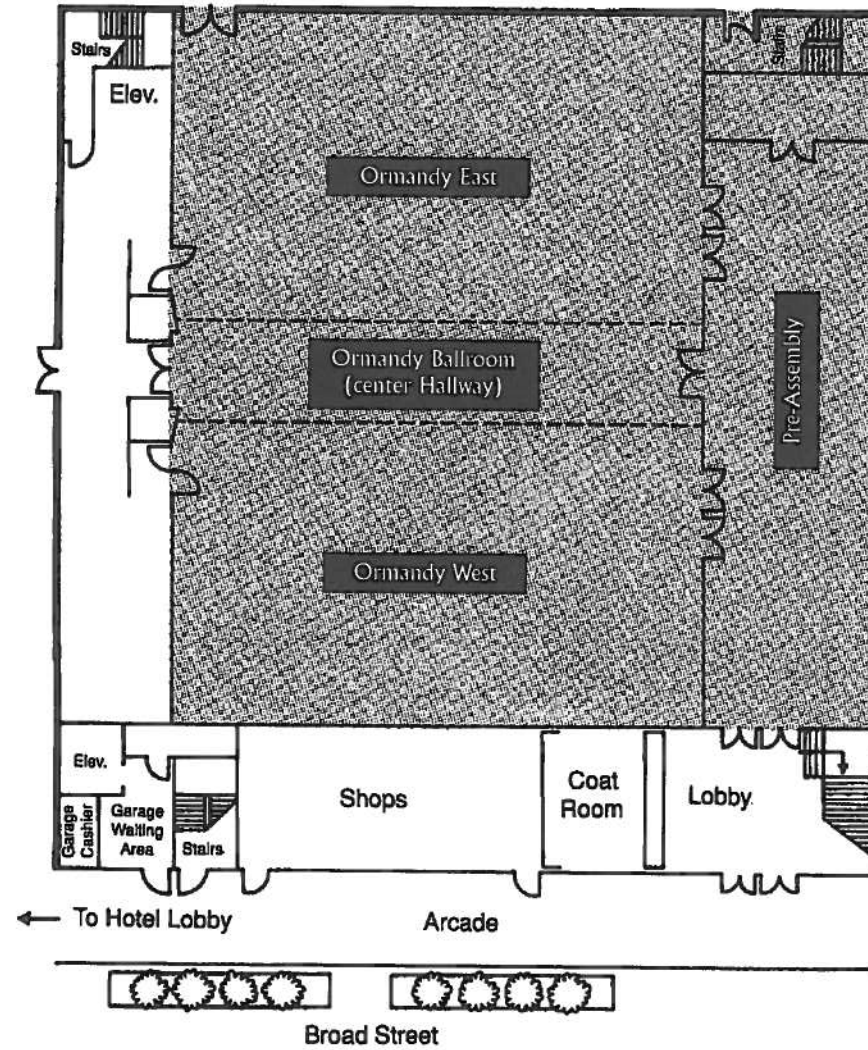 Stairs
Stairs
Elev.
Ormandy East
Ormandy Ballroom
(center Hallway)
Pre-Assembly
Ormandy West
Elev.
Shops
Coat
Room
Lobby
Garage
Cashier
Garage
Waiting
Area
Stairs
To Hotel Lobby
Arcade
Broad Street